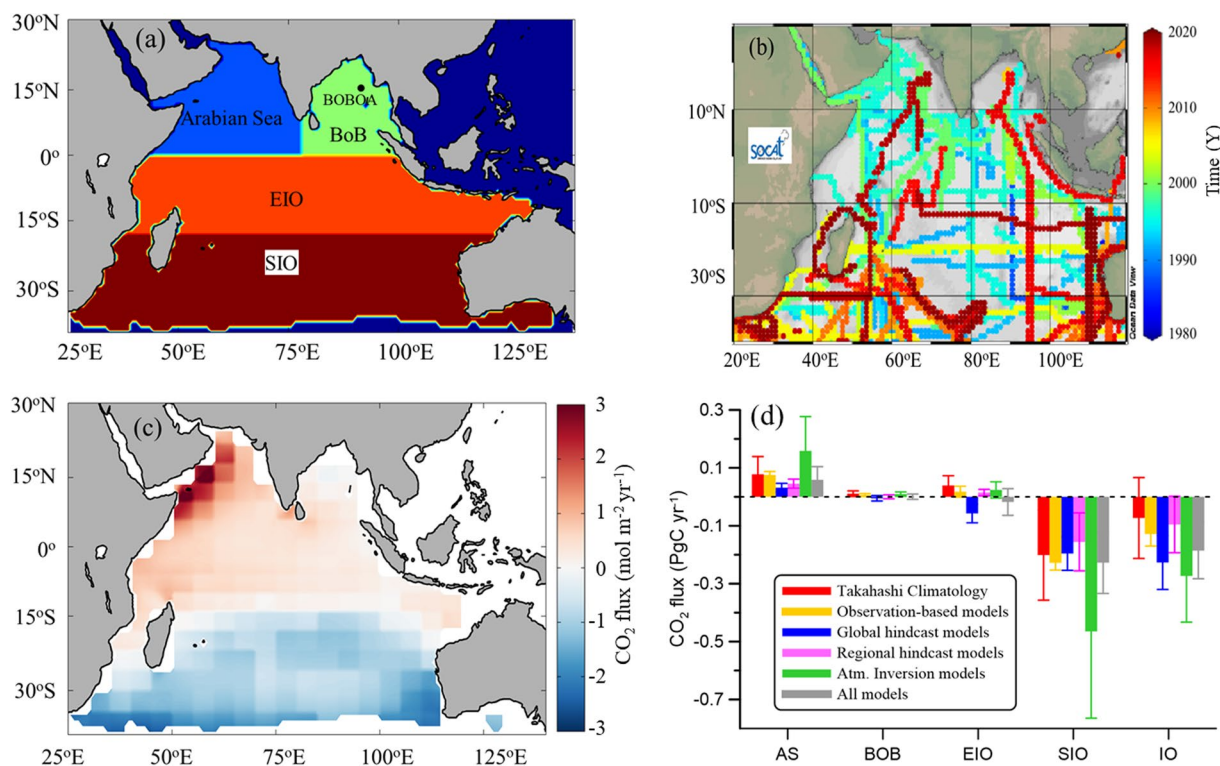 30°N
15°N
0°
15°S
30°S
25°E
50°E
75°E
100°E
125°E
(a)
Arabian Sea
BOBOA
BoB
EIO
SIO
(b)
SOCAT
10°N
10°S
30°S
20°E
40°E
60°E
80°E
100°E
Ocean Data View
2020
2010
2000
1990
1980
Time (Y)
30°N
15°N
0°
15°S
30°S
25°E
50°E
75°E
100°E
125°E
(c)
3
2
1
0
-1
-2
-3
CO₂ flux (mol m⁻² yr⁻¹)
(d)
0.3
0.1
-0.1
-0.3
-0.5
-0.7
CO₂ flux (PgC yr⁻¹)
Takahashi Climatology
Observation-based models
Global hindcast models
Regional hindcast models
Atm. Inversion models
All models
AS
BOB
EIO
SIO
IO